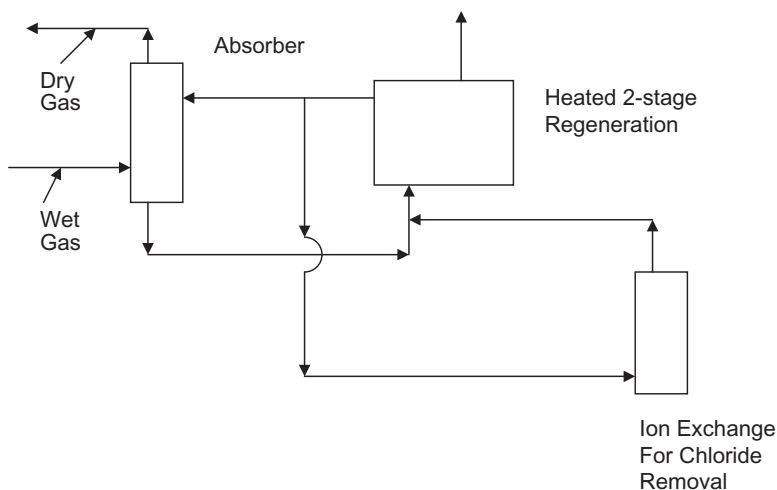 Absorber
Dry
Gas
Heated 2-stage
Regeneration
Wet
Gas
Ion Exchange
For Chloride
Removal